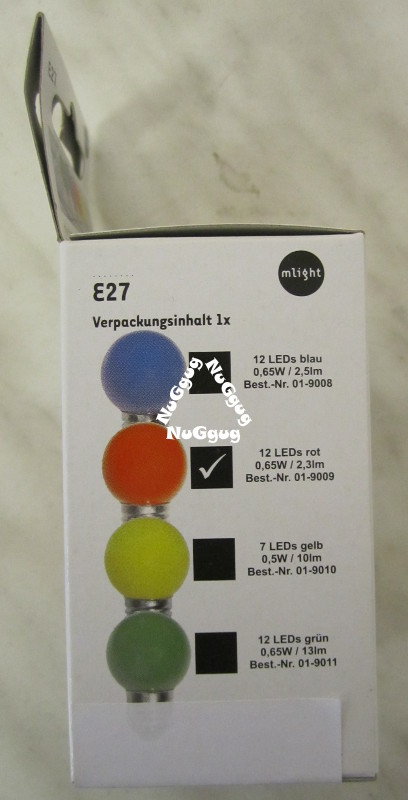 E27
mlight
E27
Verpackungsinhalt 1x
12 LEDs blau
0,65W / 2,5lm
Best.-Nr. 01-9008
NuGgug
NuGgug
NuGgug
12 LEDs rot
0,65W / 2,3lm
Best.-Nr. 01-9009
7 LEDs gelb
0,5W / 10lm
Best.-Nr. 01-9010
12 LEDs grün
0,65W / 13lm
Best.-Nr. 01-9011